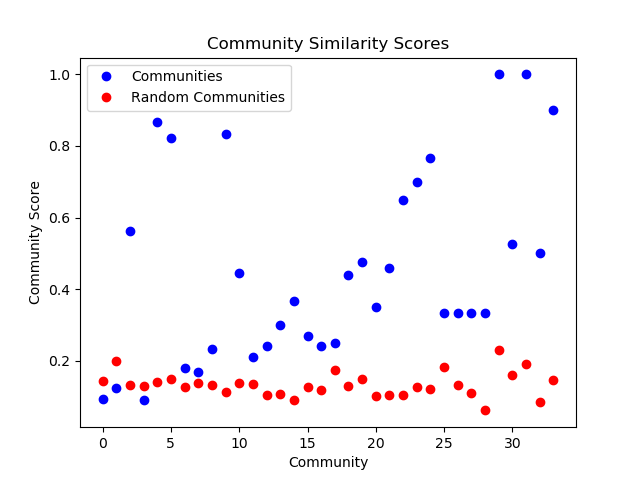 Community Similarity Scores
Communities
Random Communities
1.0
0.8
0.6
0.4
0.2
Community Score
0 5 10 15 20 25 30
Community